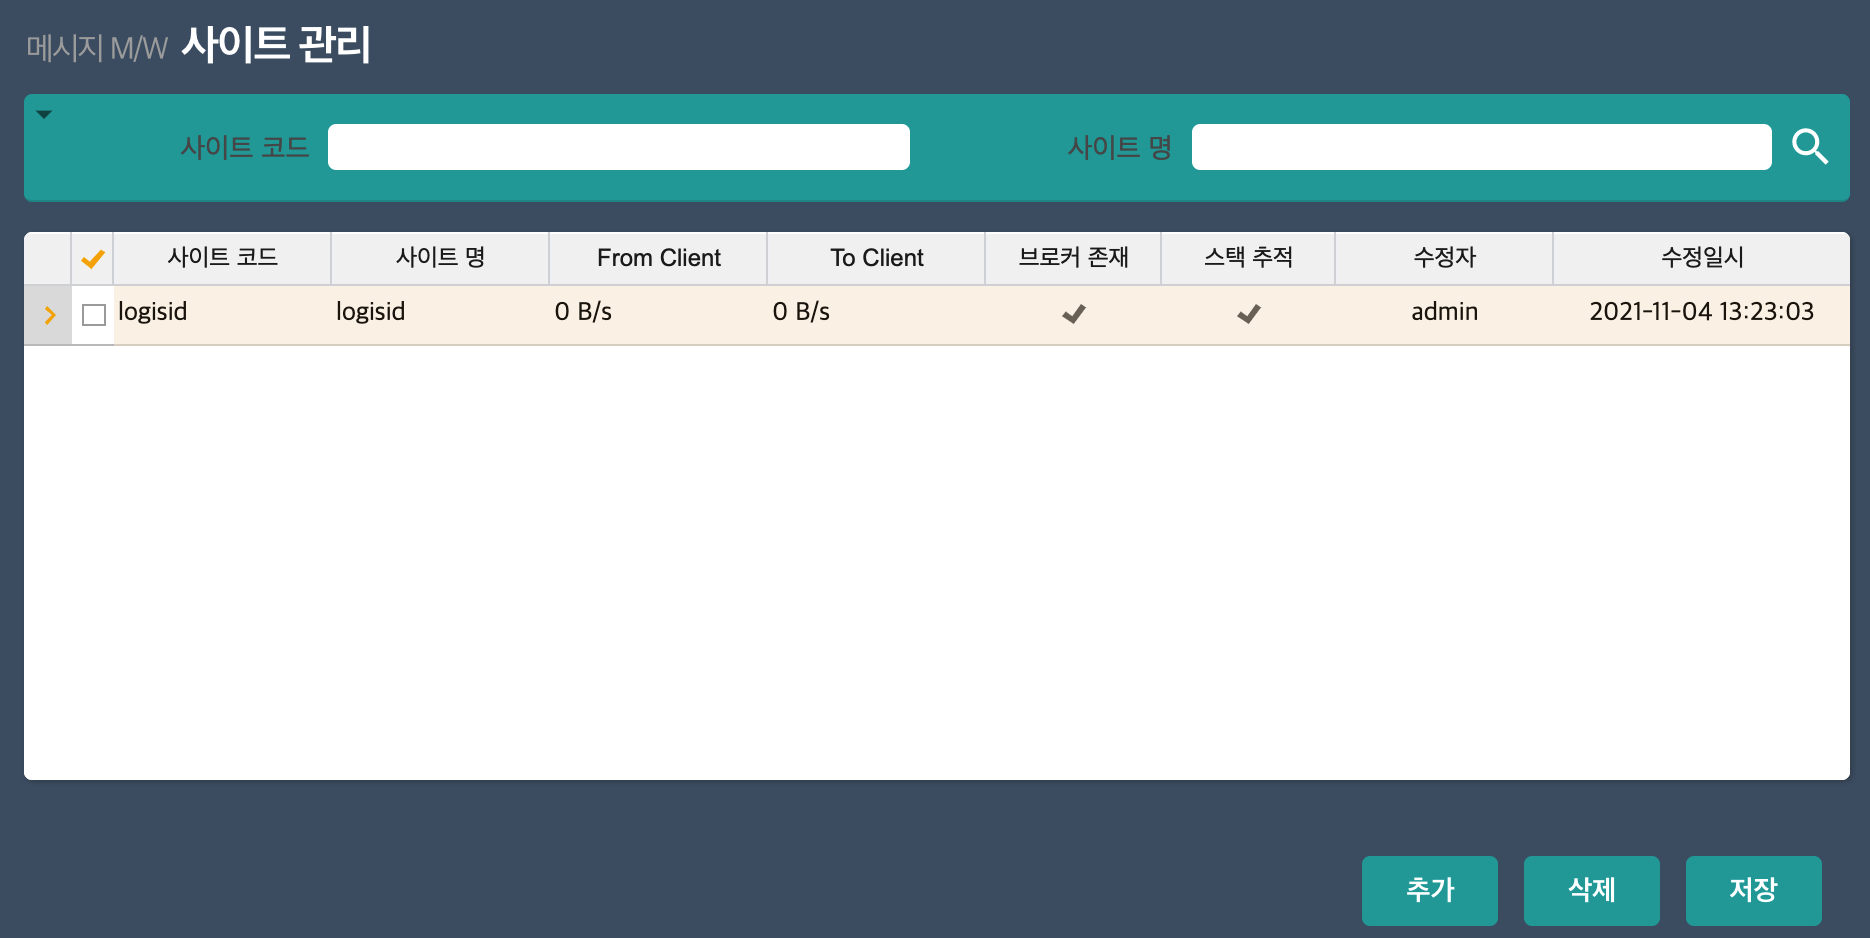 메시지 M/W 사이트 관리
사이트 코드 사이트 명
사이트 코드 사이트 명 From Client To Client 브로커 존재 스택 추적 수정자 수정일시
logisid logisid 0 B/s 0 B/s admin 2021-11-04 13:23:03
추가 삭제 저장